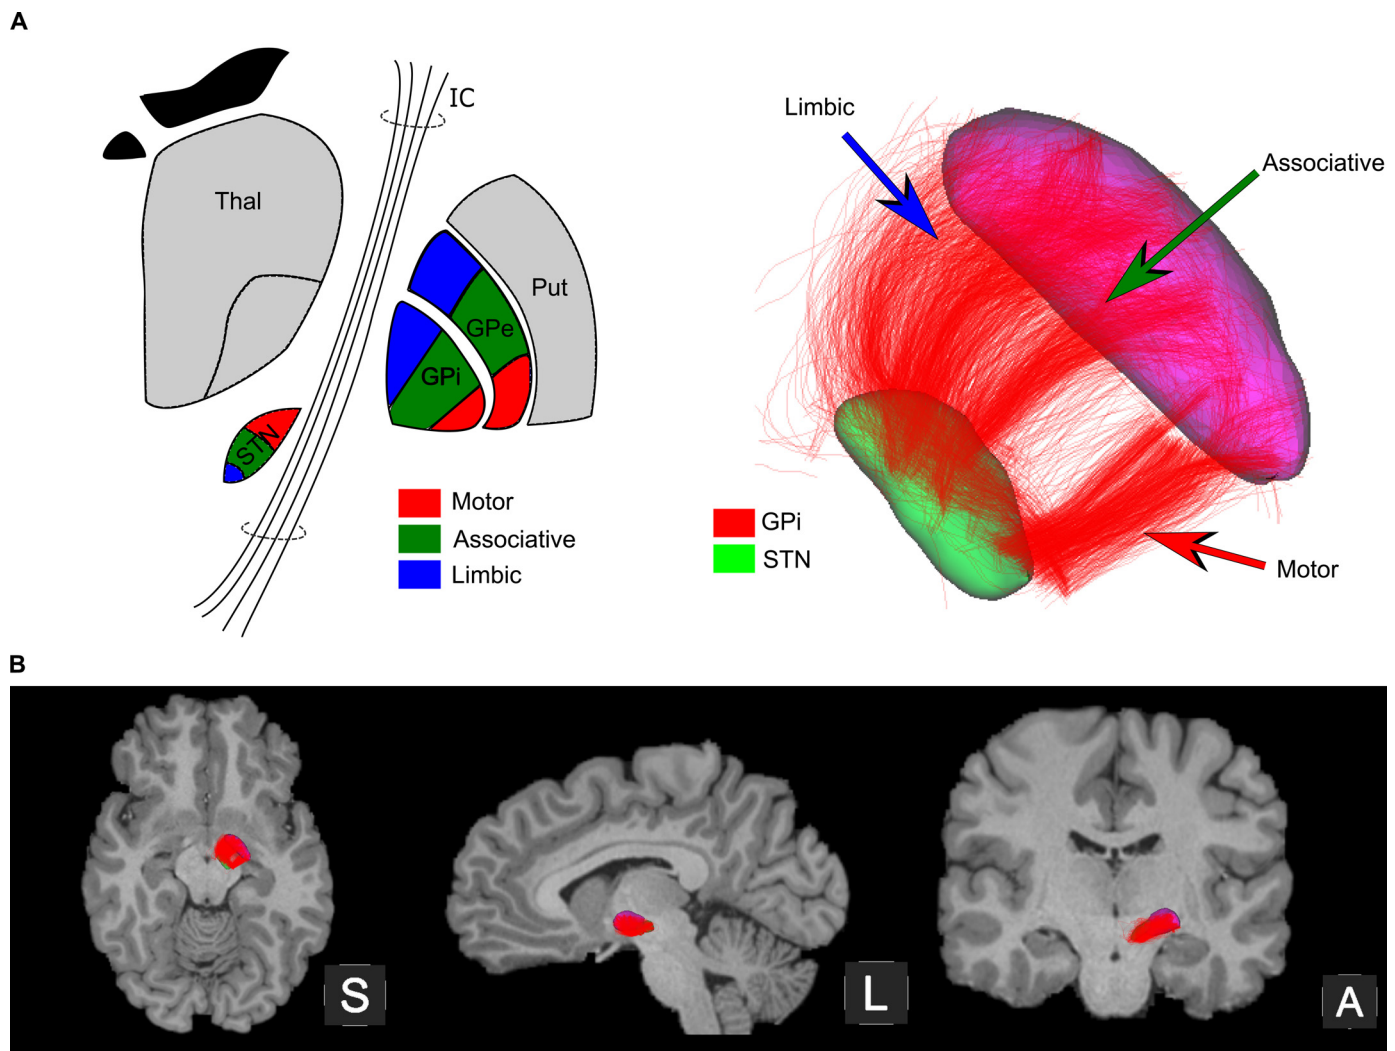 A
IC
Thal
Put
GPe
GPi
STN
Motor
Associative
Limbic
Limbic
Associative
GPi
STN
Motor
B
S
L
A